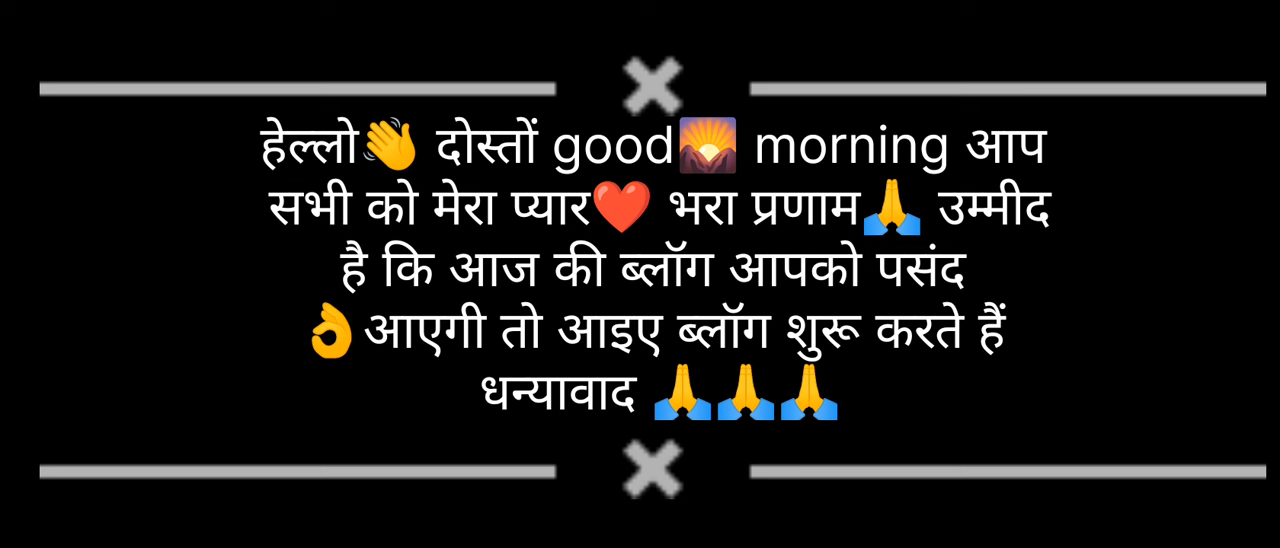 हेल्लो👋 दोस्तों good🌄 morning आप
सभी को मेरा प्यार❤️ भरा प्रणाम🙏 उम्मीद
है कि आज की ब्लॉग आपको पसंद
👌आएगी तो आइए ब्लॉग शुरू करते हैं
धन्यावाद 🙏🙏🙏